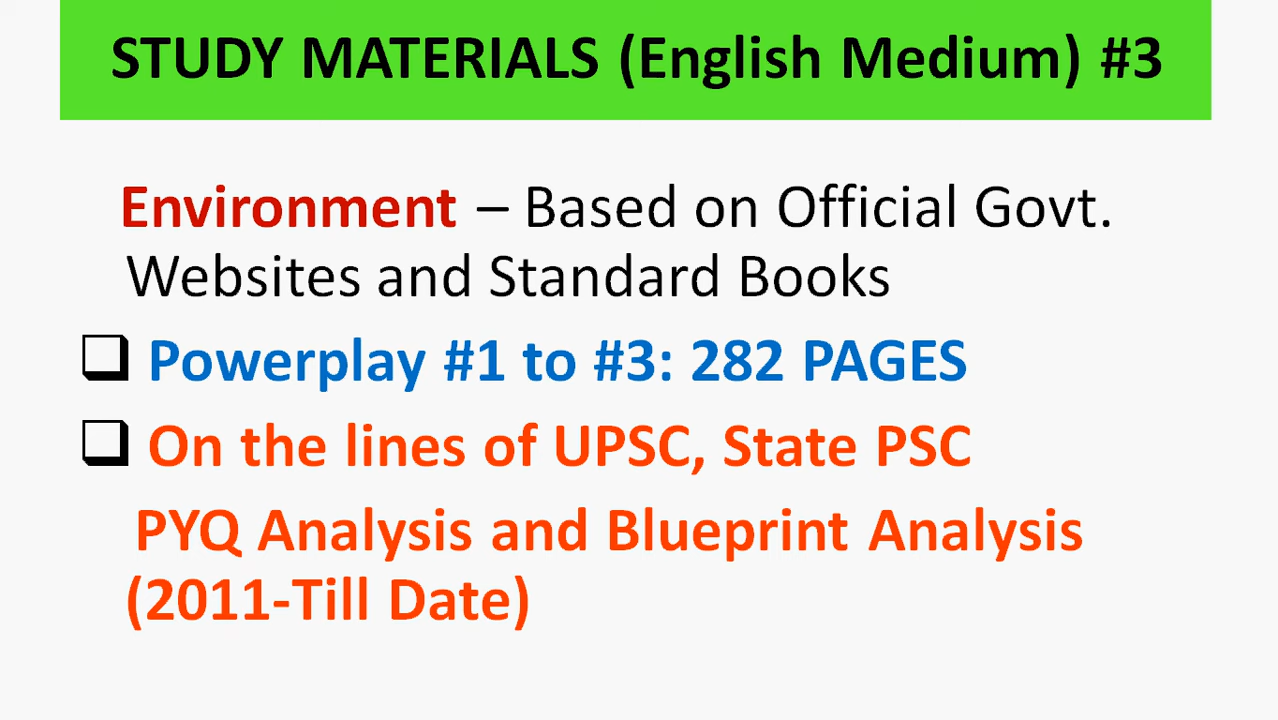 STUDY MATERIALS (English Medium) #3
Environment – Based on Official Govt.
Websites and Standard Books
Powerplay #1 to #3: 282 PAGES
On the lines of UPSC, State PSC
PYQ Analysis and Blueprint Analysis
(2011-Till Date)